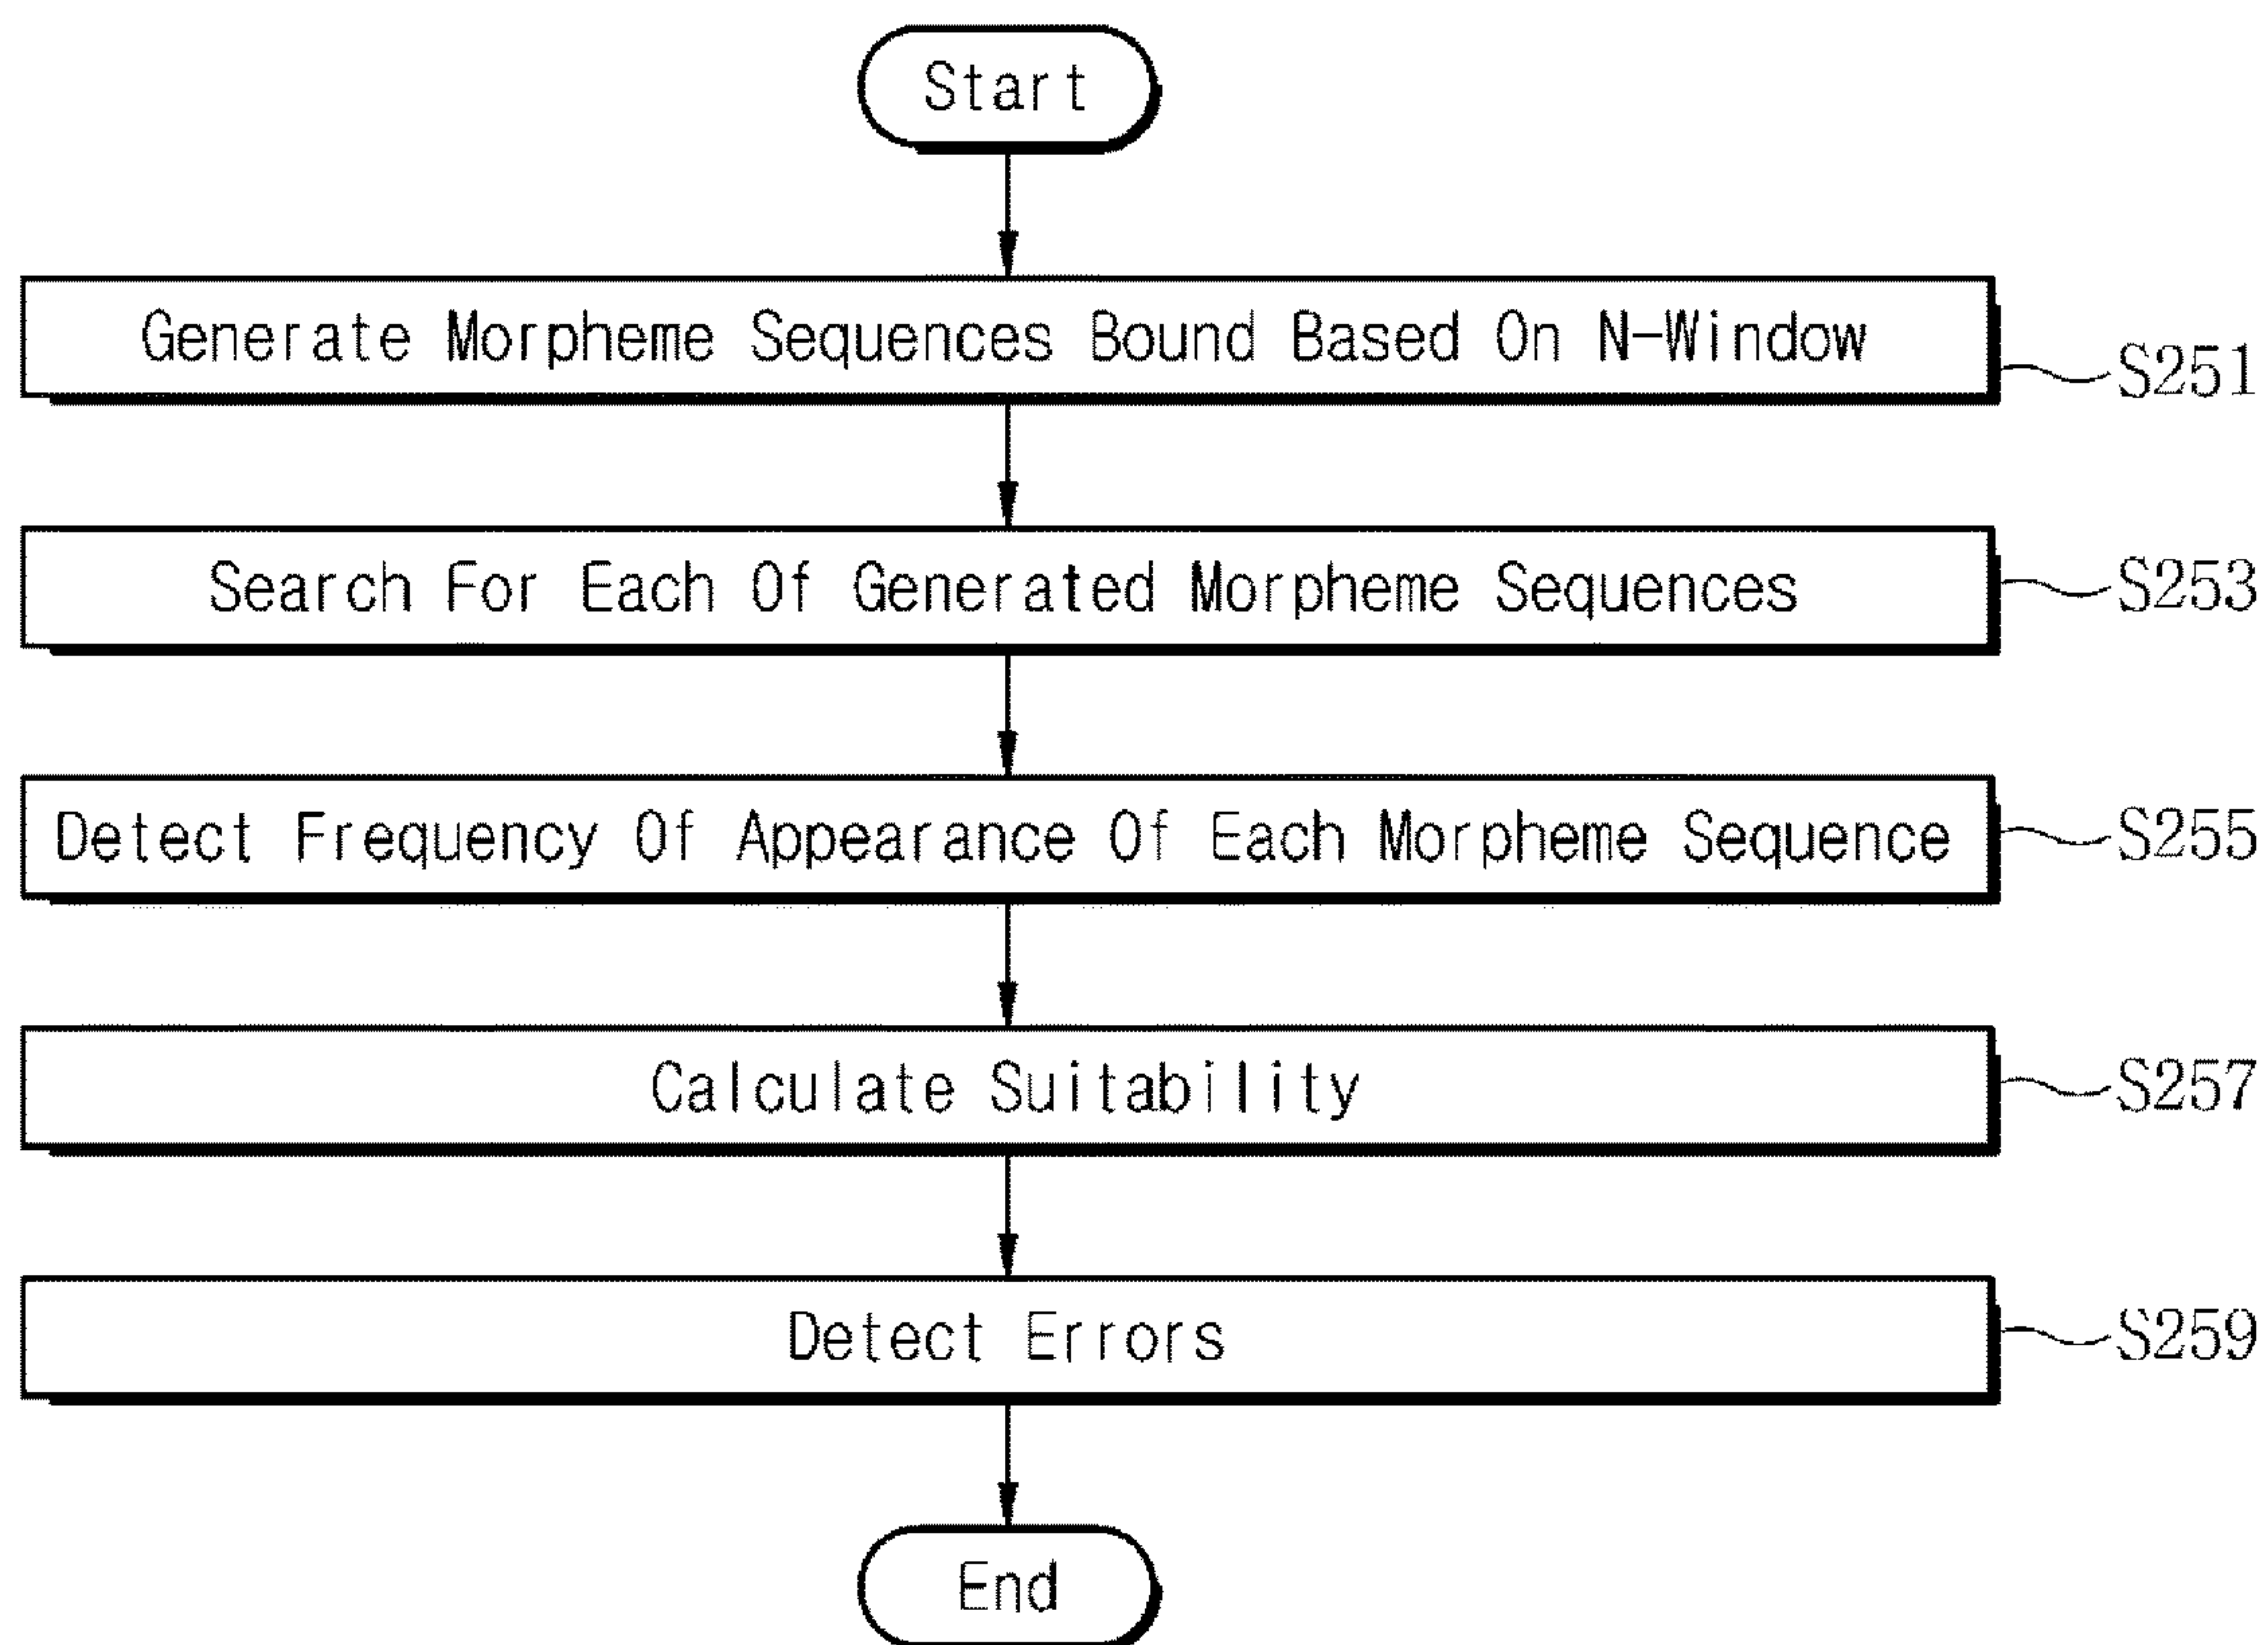 Start
Generate Morpheme Sequences Bound Based On N-Window
S251
Search For Each Of Generated Morpheme Sequences
S253
Detect Frequency Of Appearance Of Each Morpheme Sequence
S255
Calculate Suitability
S257
Detect Errors
S259
End